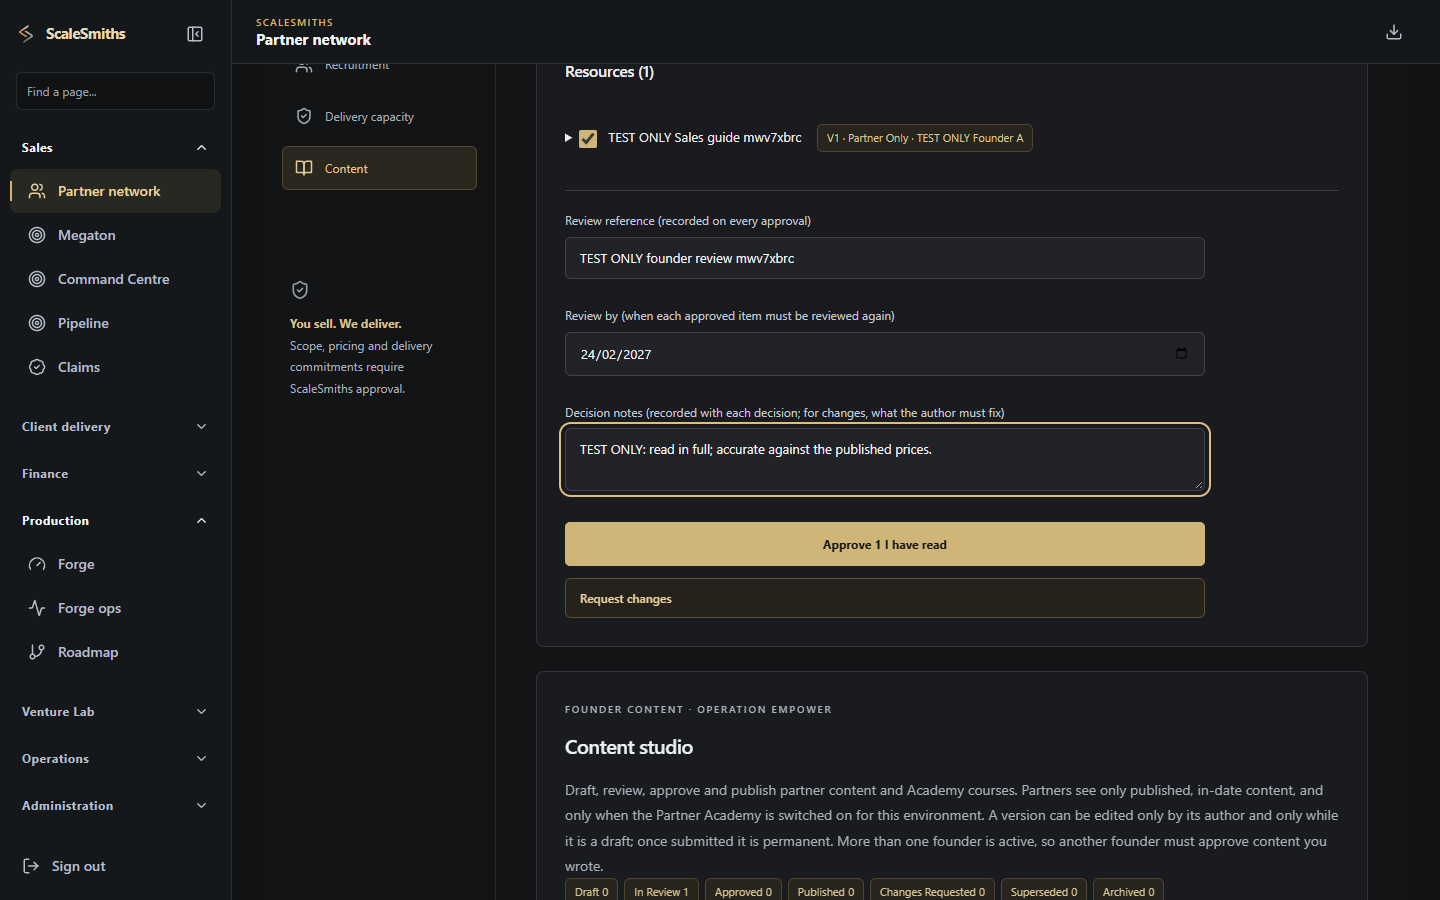 ScaleSmiths
Find a page...
Sales
Partner network
Megaton
Command Centre
Pipeline
Claims
Client delivery
Finance
Production
Forge
Forge ops
Roadmap
Venture Lab
Operations
Administration
Sign out
SCALESMITHS
Partner network
Recruitment
Delivery capacity
Content
You sell. We deliver.
Scope, pricing and delivery
commitments require
ScaleSmiths approval.
Resources (1)
TEST ONLY Sales guide mwv7xbrc
V1 · Partner Only · TEST ONLY Founder A
Review reference (recorded on every approval)
TEST ONLY founder review mwv7xbrc
Review by (when each approved item must be reviewed again)
24/02/2027
Decision notes (recorded with each decision; for changes, what the author must fix)
TEST ONLY: read in full; accurate against the published prices.
Approve 1 I have read
Request changes
FOUNDER CONTENT · OPERATION EMPOWER
Content studio
Draft, review, approve and publish partner content and Academy courses. Partners see only published, in-date content, and
only when the Partner Academy is switched on for this environment. A version can be edited only by its author and only while
it is a draft; once submitted it is permanent. More than one founder is active, so another founder must approve content you
wrote.
Draft 0
In Review 1
Approved 0
Published 0
Changes Requested 0
Superseded 0
Archived 0